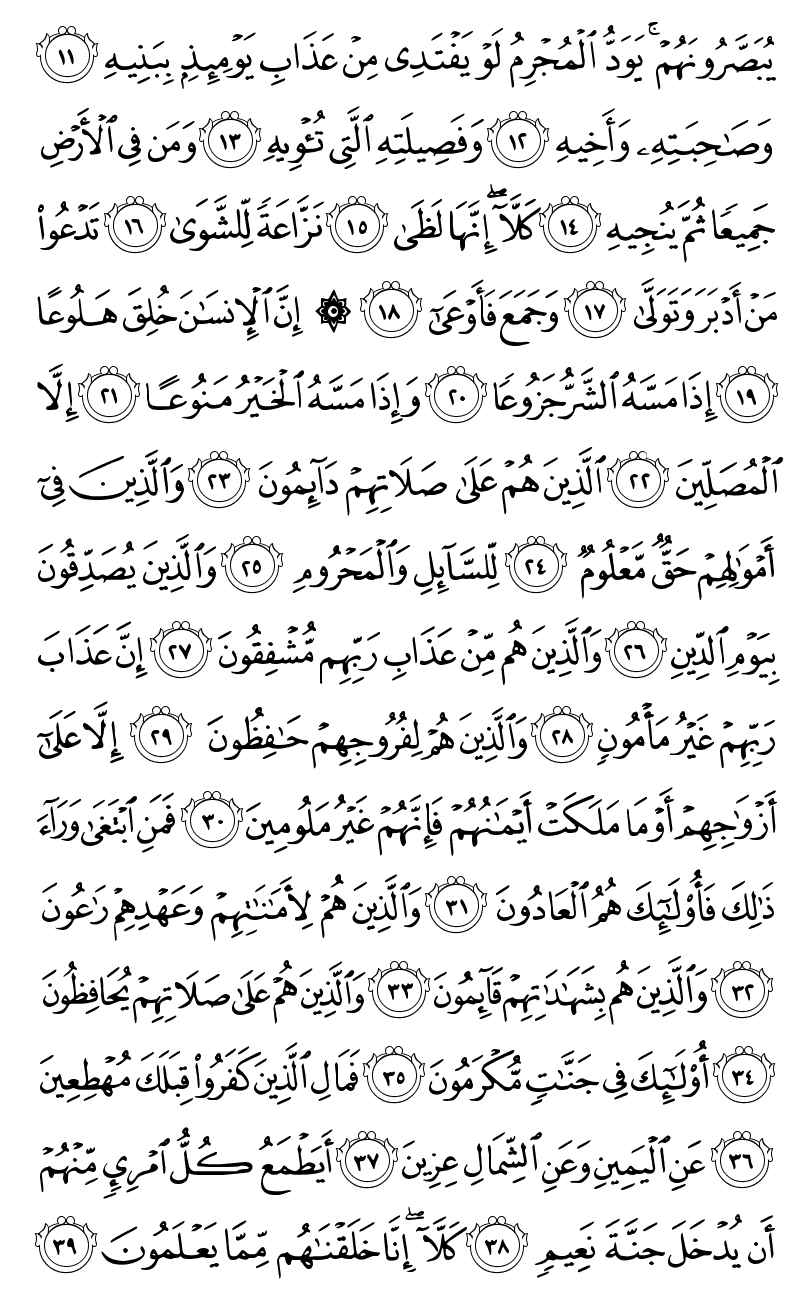 يُبَصَّرُونَهُمْ ۚ يَوَدُّ ٱلْمُجْرِمُ لَوْ يَفْتَدِى مِنْ عَذَابِ يَوْمِئِذٍۭ بِبَنِيهِ ١١
وَصَـٰحِبَتِهِۦ وَأَخِيهِ ١٢ وَفَصِيلَتِهِ ٱلَّتِى تُـْٔوِيهِ ١٣ وَمَن فِى ٱلْأَرْضِ
جَمِيعًا ثُمَّ يُنجِيهِ ١٤ كَلَّآ ۖ إِنَّهَا لَظَىٰ ١٥ نَزَّاعَةً لِّلشَّوَىٰ ١٦ تَدْعُوا۟
مَنْ أَدْبَرَ وَتَوَلَّىٰ ١٧ وَجَمَعَ فَأَوْعَىٰٓ ١٨ ۞ إِنَّ ٱلْإِنسَـٰنَ خُلِقَ هَلُوعًا
١٩ إِذَا مَسَّهُ ٱلشَّرُّ جَزُوعًا ٢٠ وَإِذَا مَسَّهُ ٱلْخَيْرُ مَنُوعًا ٢١ إِلَّا
ٱلْمُصَلِّينَ ٢٢ ٱلَّذِينَ هُمْ عَلَىٰ صَلَاتِهِمْ دَآئِمُونَ ٢٣ وَٱلَّذِينَ فِىٓ
أَمْوَٰلِهِمْ حَقٌّ مَّعْلُومٌ ٢٤ لِّلسَّآئِلِ وَٱلْمَحْرُومِ ٢٥ وَٱلَّذِينَ يُصَدِّقُونَ
بِيَوْمِ ٱلدِّينِ ٢٦ وَٱلَّذِينَ هُم مِّنْ عَذَابِ رَبِّهِم مُّشْفِقُونَ ٢٧ إِنَّ عَذَابَ
رَبِّهِمْ غَيْرُ مَأْمُونٍ ٢٨ وَٱلَّذِينَ هُمْ لِفُرُوجِهِمْ حَـٰفِظُونَ ٢٩ إِلَّا عَلَىٰٓ
أَزْوَٰجِهِمْ أَوْ مَا مَلَكَتْ أَيْمَـٰنُهُمْ فَإِنَّهُمْ غَيْرُ مَلُومِينَ ٣٠ فَمَنِ ٱبْتَغَىٰ وَرَآءَ
ذَٰلِكَ فَأُو۟لَـٰٓئِكَ هُمُ ٱلْعَادُونَ ٣١ وَٱلَّذِينَ هُمْ لِأَمَـٰنَـٰتِهِمْ وَعَهْدِهِمْ رَٰعُونَ
٣٢ وَٱلَّذِينَ هُم بِشَهَـٰدَٰتِهِمْ قَآئِمُونَ ٣٣ وَٱلَّذِينَ هُمْ عَلَىٰ صَلَاتِهِمْ يُحَافِظُونَ
٣٤ أُو۟لَـٰٓئِكَ فِى جَنَّـٰتٍ مُّكْرَمُونَ ٣٥ فَمَالِ ٱلَّذِينَ كَفَرُوا۟ قِبَلَكَ مُهْطِعِينَ
٣٦ عَنِ ٱلْيَمِينِ وَعَنِ ٱلشِّمَالِ عِزِينَ ٣٧ أَيَطْمَعُ كُلُّ ٱمْرِئٍ مِّنْهُمْ
أَن يُدْخَلَ جَنَّةَ نَعِيمٍ ٣٨ كَلَّآ ۖ إِنَّا خَلَقْنَـٰهُم مِّمَّا يَعْلَمُونَ ٣٩